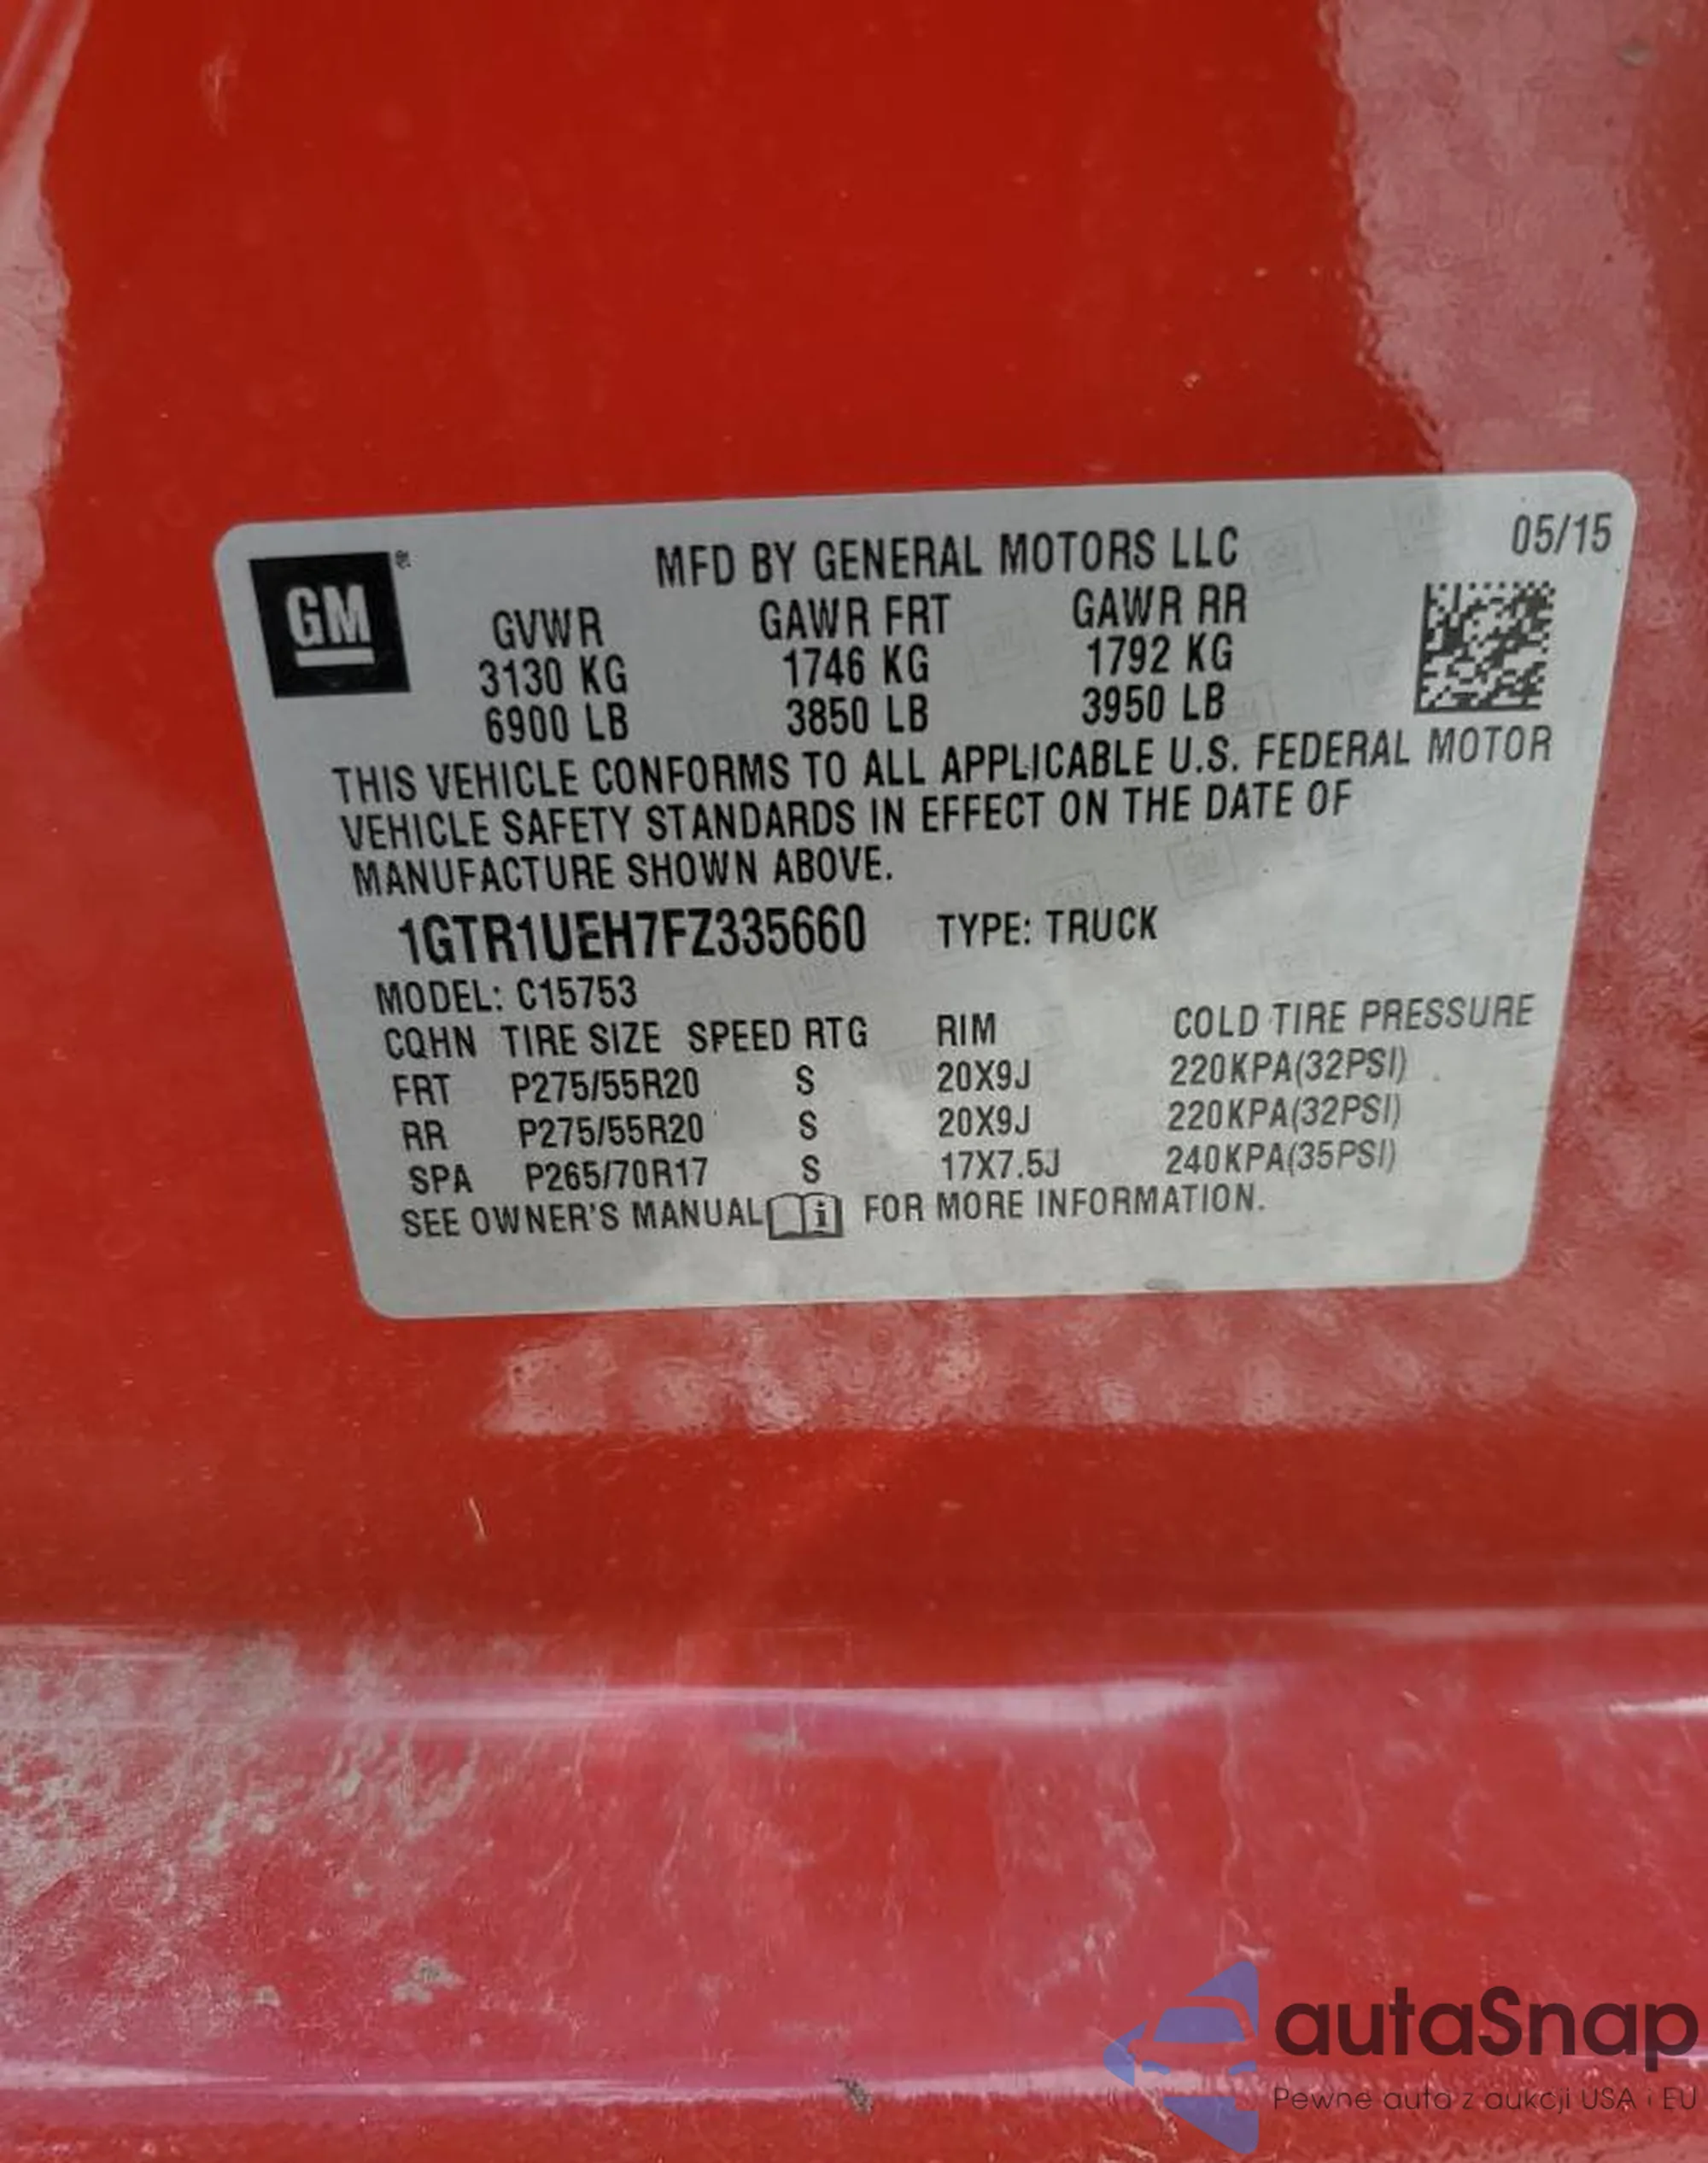 GM®
MFD BY GENERAL MOTORS LLC
05/15
GVWR GAWR FRT GAWR RR
3130 KG 1746 KG 1792 KG
6900 LB 3850 LB 3950 LB
THIS VEHICLE CONFORMS TO ALL APPLICABLE U.S. FEDERAL MOTOR
VEHICLE SAFETY STANDARDS IN EFFECT ON THE DATE OF
MANUFACTURE SHOWN ABOVE.
1GTR1UEH7FZ335660 TYPE: TRUCK
MODEL: C15753
CQHN TIRE SIZE SPEED RTG RIM COLD TIRE PRESSURE
FRT P275/55R20 S 20X9J 220KPA(32PSI)
RR P275/55R20 S 20X9J 220KPA(32PSI)
SPA P265/70R17 S 17X7.5J 240KPA(35PSI)
SEE OWNER'S MANUAL i FOR MORE INFORMATION.
autaSnap
Pewne auta z aukcji USA i EU